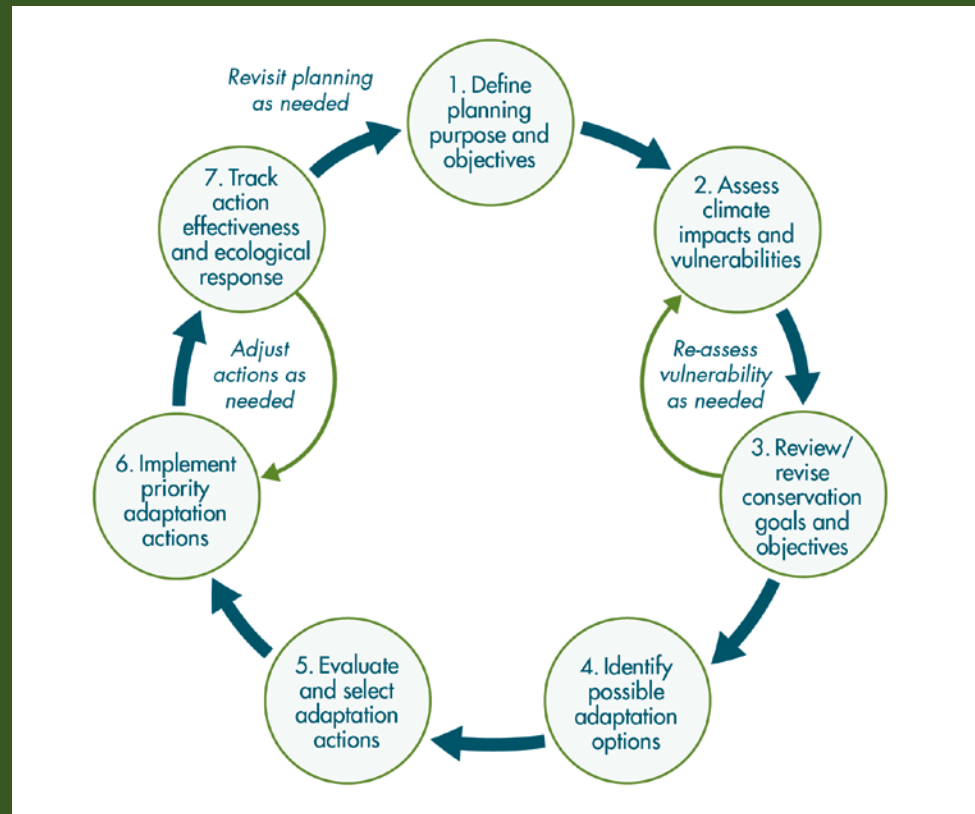 Revisit planning
as needed
1. Define
planning
purpose and
objectives
2. Assess
climate
impacts and
vulnerabilities
Re-assess
vulnerability
as needed
3. Review/
revise
conservation
goals and
objectives
4. Identify
possible
adaptation
options
5. Evaluate
and select
adaptation
actions
6. Implement
priority
adaptation
actions
7. Track
action
effectiveness
and ecological
response
Adjust
actions as
needed